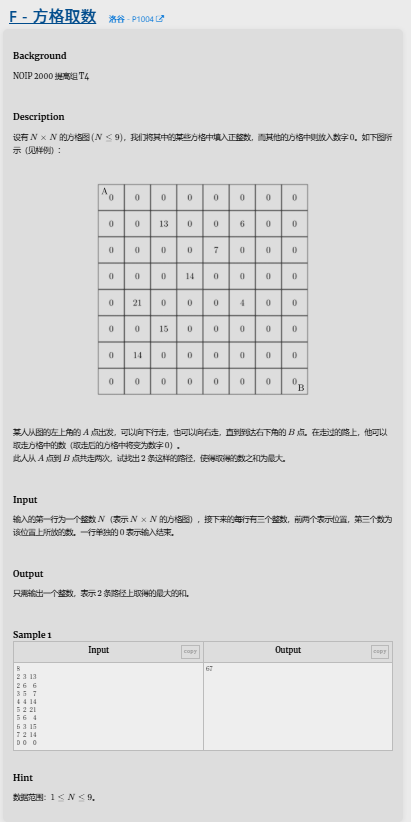 F - 方格取数 洛谷 - P1004
Background
NOIP 2000 提高组 T4
Description
设有 N × N 的方格图 (N ≤ 9)，我们将其中的某些方格中填入正整数，而其他的方格中则放入数字 0。如下图所
示（见样例）：
A 0 0 0 0 0 0 0 0
0 0 13 0 0 6 0 0
0 0 0 0 7 0 0 0
0 0 0 14 0 0 0 0
0 21 0 0 0 4 0 0
0 0 15 0 0 0 0 0
0 14 0 0 0 0 0 0
0 0 0 0 0 0 0 0 B
某人从图的左上角的 A 点出发，可以向下行走，也可以向右走，直到到达右下角的 B 点。在走过的路上，他可以
取走方格中的数（取走后的方格中将变为数字 0）。
此人从 A 点到 B 点共走两次，试找出 2 条这样的路径，使得取得的数之和为最大。
Input
输入的第一行为一个整数 N（表示 N × N 的方格图），接下来的每行有三个整数，前两个表示位置，第三个数为
该位置上所放的数。一行单独的 0 表示输入结束。
Output
只需输出一个整数，表示 2 条路径上取得的最大的和。
Sample 1
Input copy Output copy
8 67
2 3 13
2 6 6
3 5 7
4 4 14
5 2 21
5 6 4
6 3 15
7 2 14
0 0 0
Hint
数据范围：1 ≤ N ≤ 9。